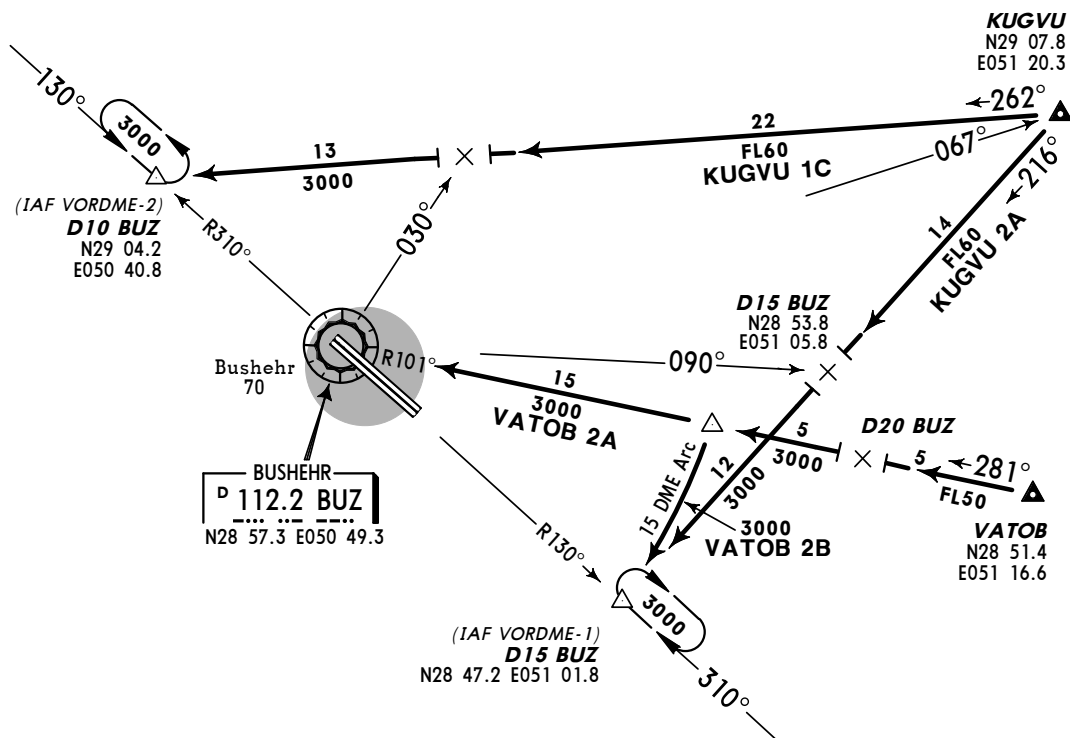 KUGVU
N29 07.8
E051 20.3
130°
3000
13
3000
22
FL60
KUGVU 1C
262°
067°
216°
14
FL60
KUGVU 2A
(IAF VORDME-2)
D10 BUZ
N29 04.2
E050 40.8
R310°
030°
D15 BUZ
N28 53.8
E051 05.8
Bushehr
70
R101°
090°
15
3000
VATOB 2A
5
3000
D20 BUZ
5
FL50
281°
VATOB
N28 51.4
E051 16.6
12
3000
15 DME Arc
3000
VATOB 2B
BUSHEHR
D 112.2 BUZ
N28 57.3 E050 49.3
R130°
3000
(IAF VORDME-1)
D15 BUZ
N28 47.2 E051 01.8
310°